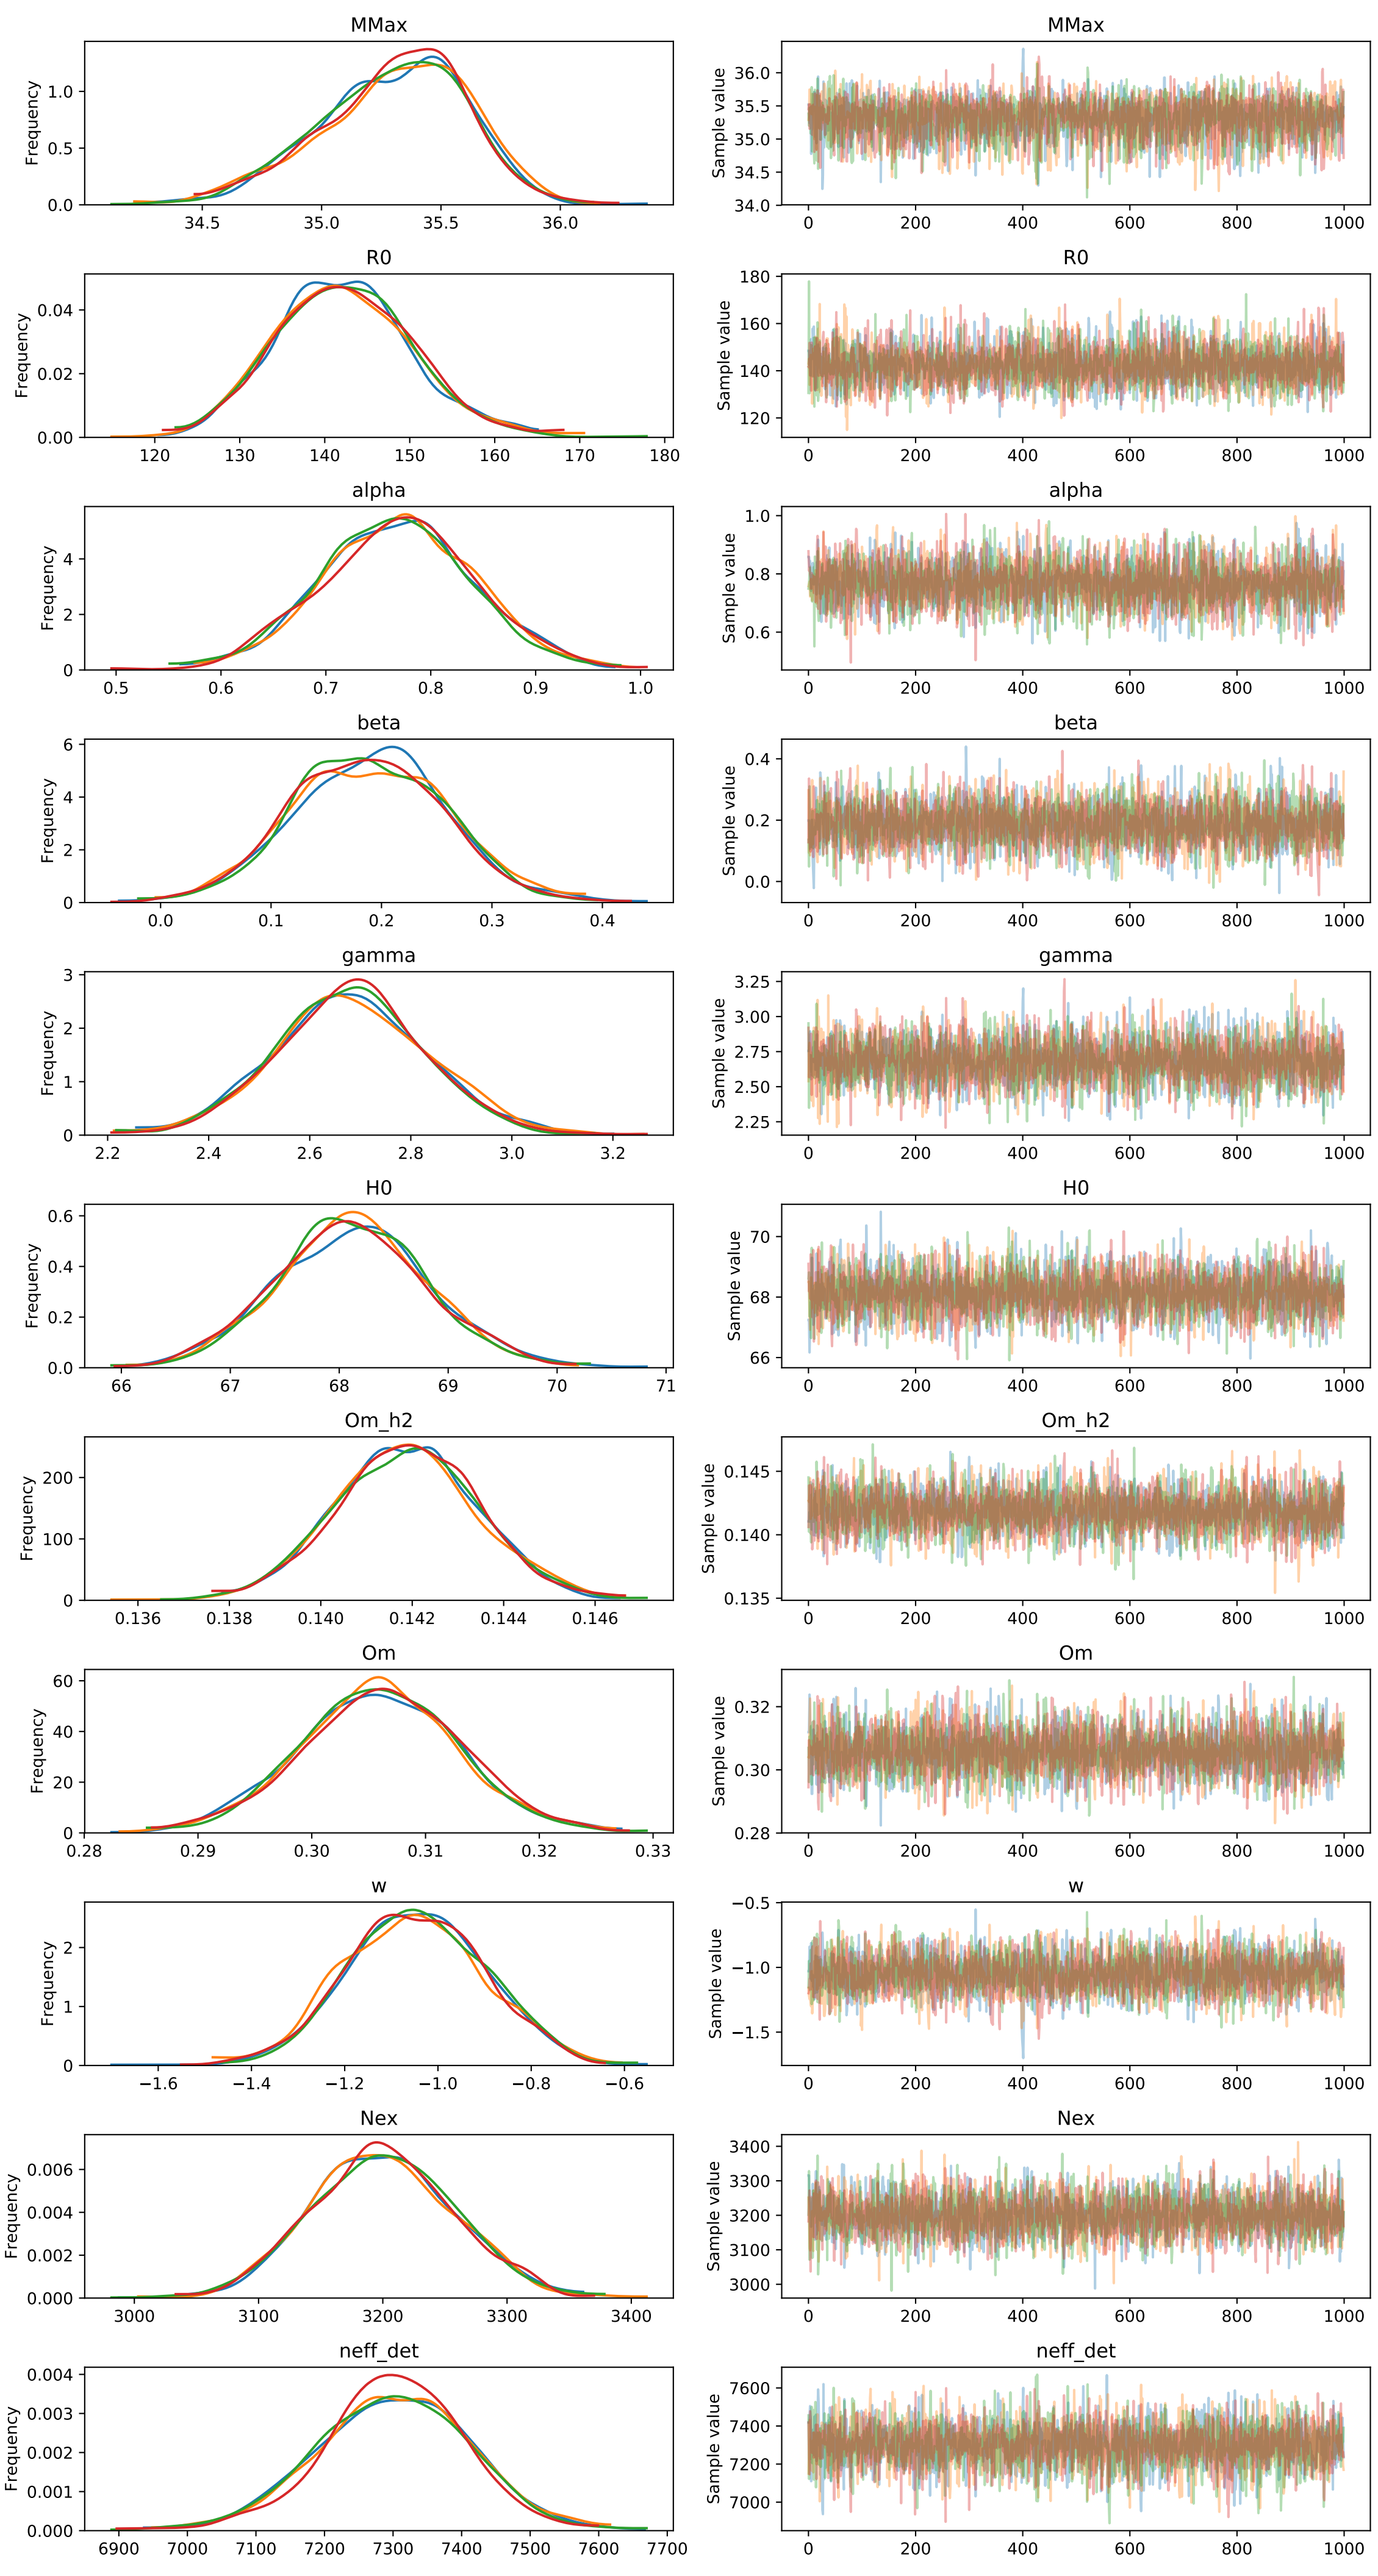 MMax
MMax
Frequency
1.0
0.5
0.0
34.5 35.0 35.5 36.0
Sample value
36.0
35.5
35.0
34.5
34.0
0 200 400 600 800 1000
R0
R0
Frequency
0.04
0.02
0.00
120 130 140 150 160 170 180
Sample value
180
160
140
120
0 200 400 600 800 1000
alpha
alpha
Frequency
4
2
0
0.5 0.6 0.7 0.8 0.9 1.0
Sample value
1.0
0.8
0.6
0 200 400 600 800 1000
beta
beta
Frequency
6
4
2
0
0.0 0.1 0.2 0.3 0.4
Sample value
0.4
0.2
0.0
0 200 400 600 800 1000
gamma
gamma
Frequency
3
2
1
0
2.2 2.4 2.6 2.8 3.0 3.2
Sample value
3.25
3.00
2.75
2.50
2.25
0 200 400 600 800 1000
H0
H0
Frequency
0.6
0.4
0.2
0.0
66 67 68 69 70 71
Sample value
70
68
66
0 200 400 600 800 1000
Om_h2
Om_h2
Frequency
200
100
0
0.136 0.138 0.140 0.142 0.144 0.146
Sample value
0.145
0.140
0.135
0 200 400 600 800 1000
Om
Om
Frequency
60
40
20
0
0.28 0.29 0.30 0.31 0.32 0.33
Sample value
0.32
0.30
0.28
0 200 400 600 800 1000
w
w
Frequency
2
1
0
−1.6 −1.4 −1.2 −1.0 −0.8 −0.6
Sample value
−0.5
−1.0
−1.5
0 200 400 600 800 1000
Nex
Nex
Frequency
0.006
0.004
0.002
0.000
3000 3100 3200 3300 3400
Sample value
3400
3300
3200
3100
3000
0 200 400 600 800 1000
neff_det
neff_det
Frequency
0.004
0.003
0.002
0.001
0.000
6900 7000 7100 7200 7300 7400 7500 7600 7700
Sample value
7600
7400
7200
7000
0 200 400 600 800 1000